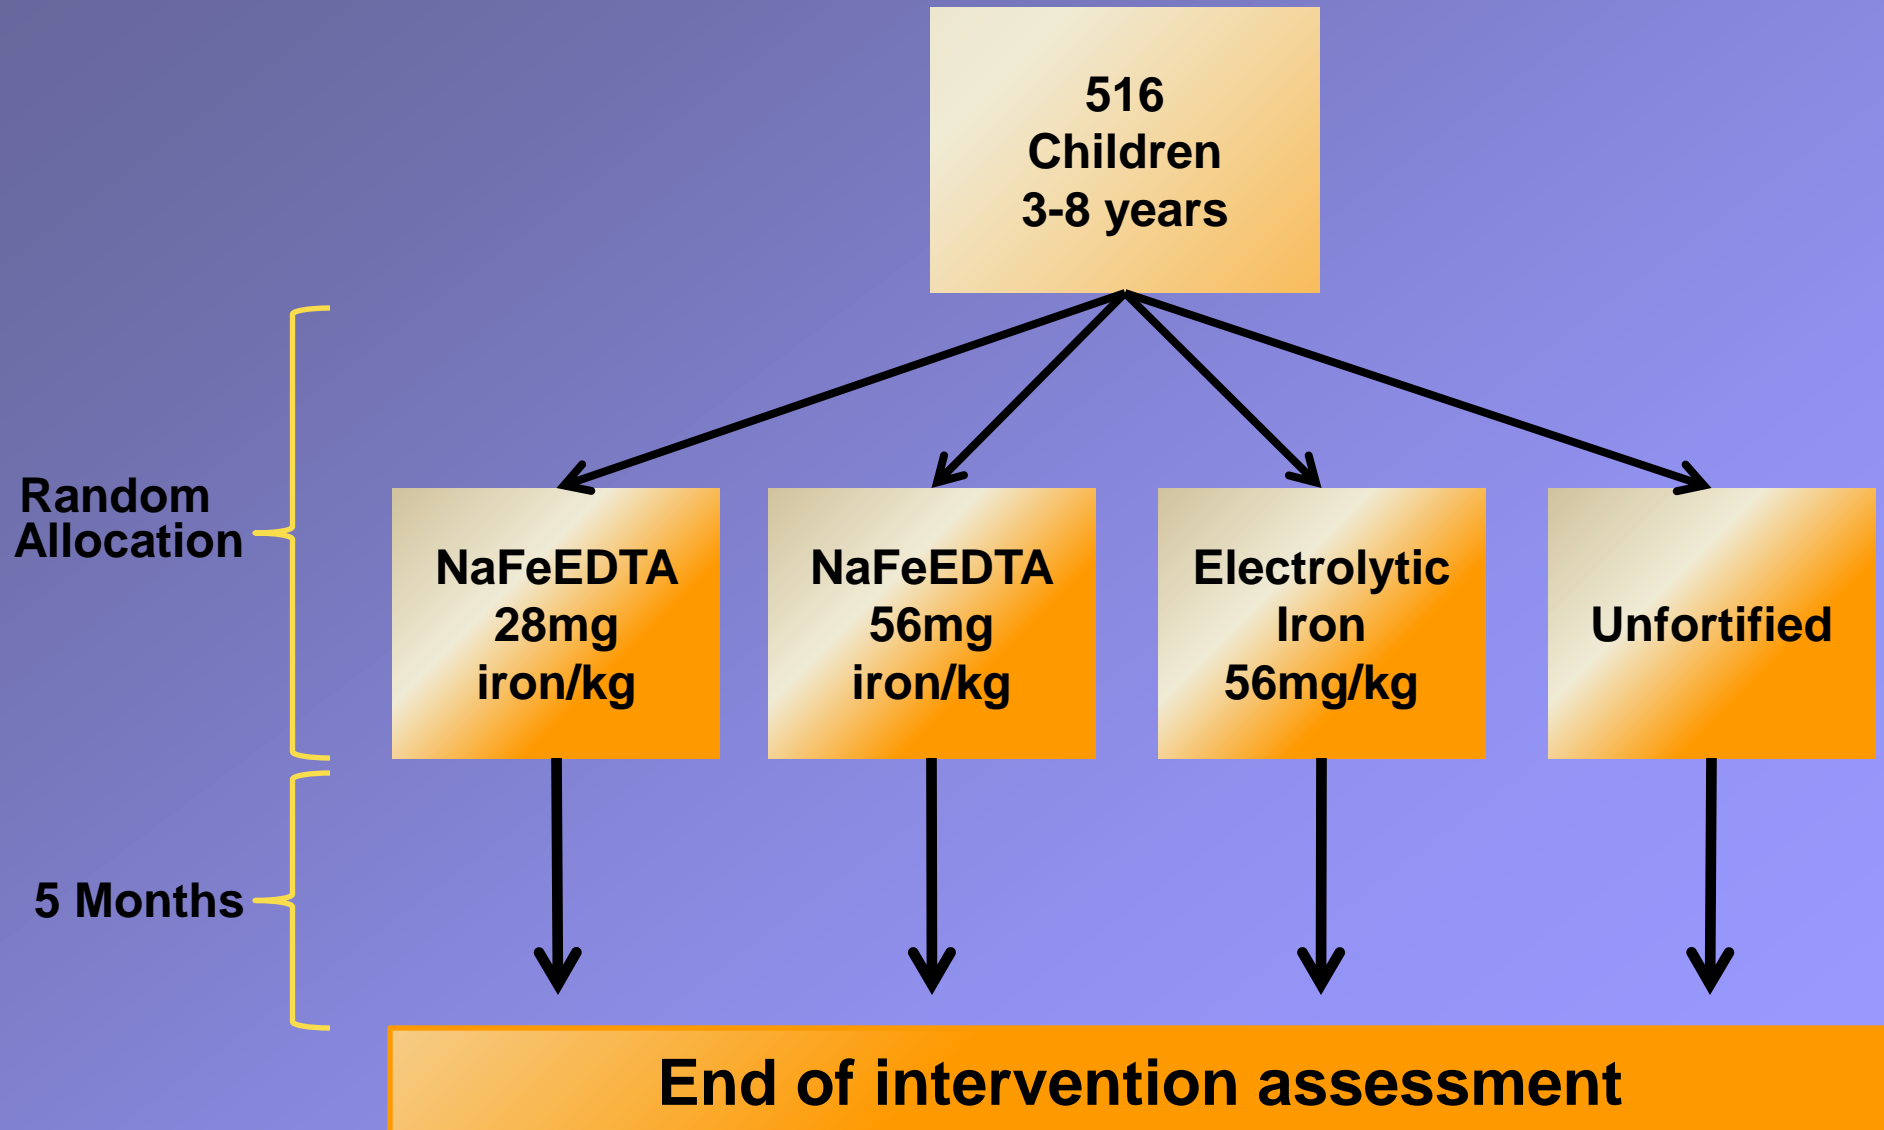 516
Children
3-8 years
Random
Allocation
NaFeEDTA
28mg
iron/kg
NaFeEDTA
56mg
iron/kg
Electrolytic
Iron
56mg/kg
Unfortified
5 Months
End of intervention assessment